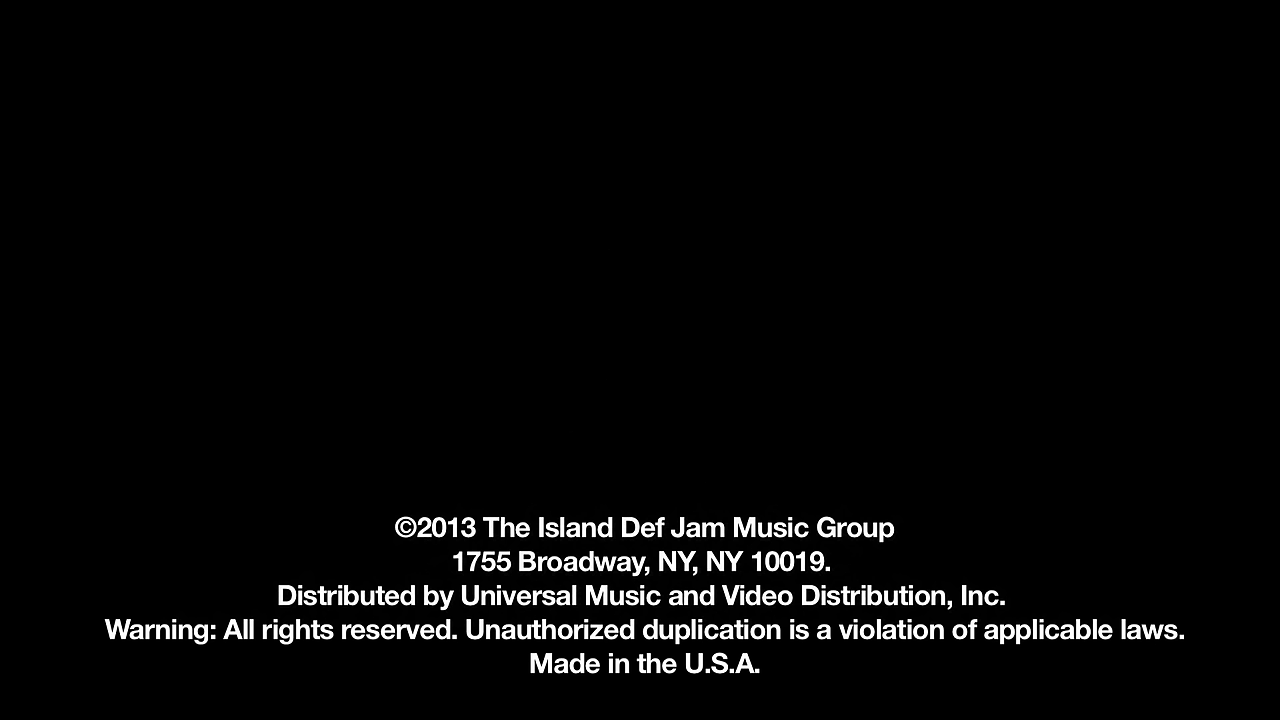 ©2013 The Island Def Jam Music Group
1755 Broadway, NY, NY 10019.
Distributed by Universal Music and Video Distribution, Inc.
Warning: All rights reserved. Unauthorized duplication is a violation of applicable laws.
Made in the U.S.A.